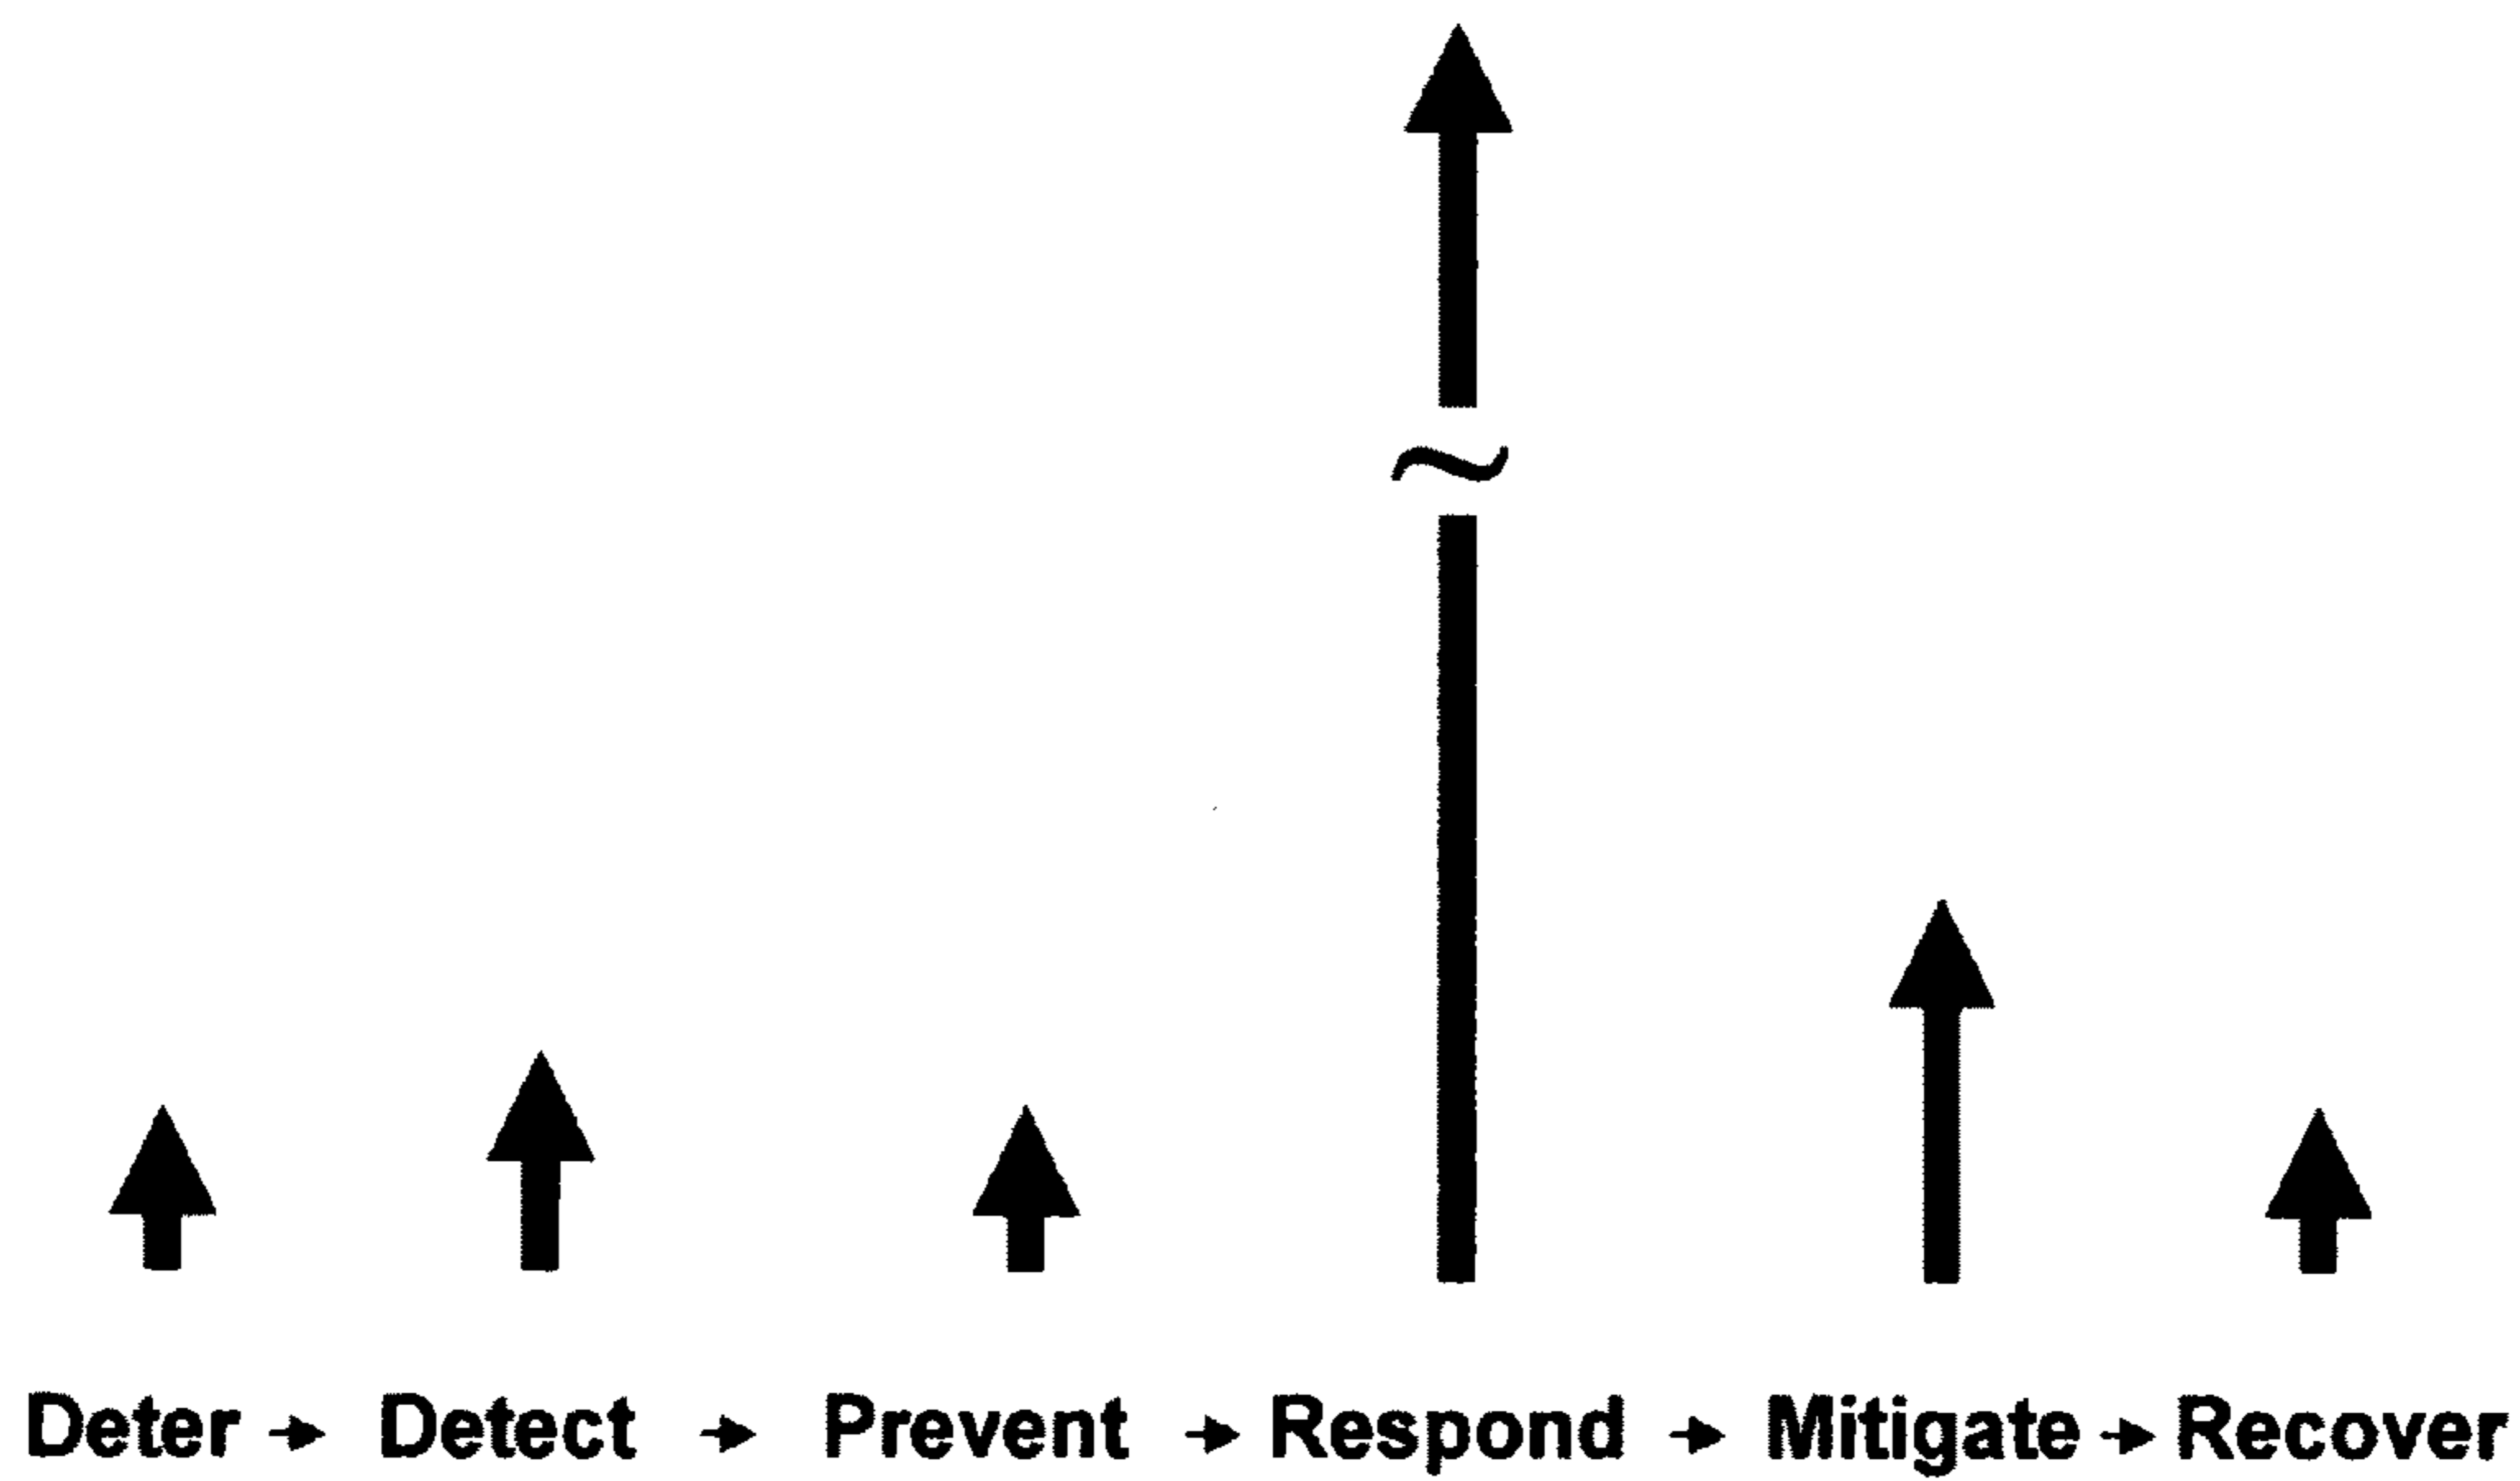 Deter → Detect → Prevent → Respond → Mitigate → Recover